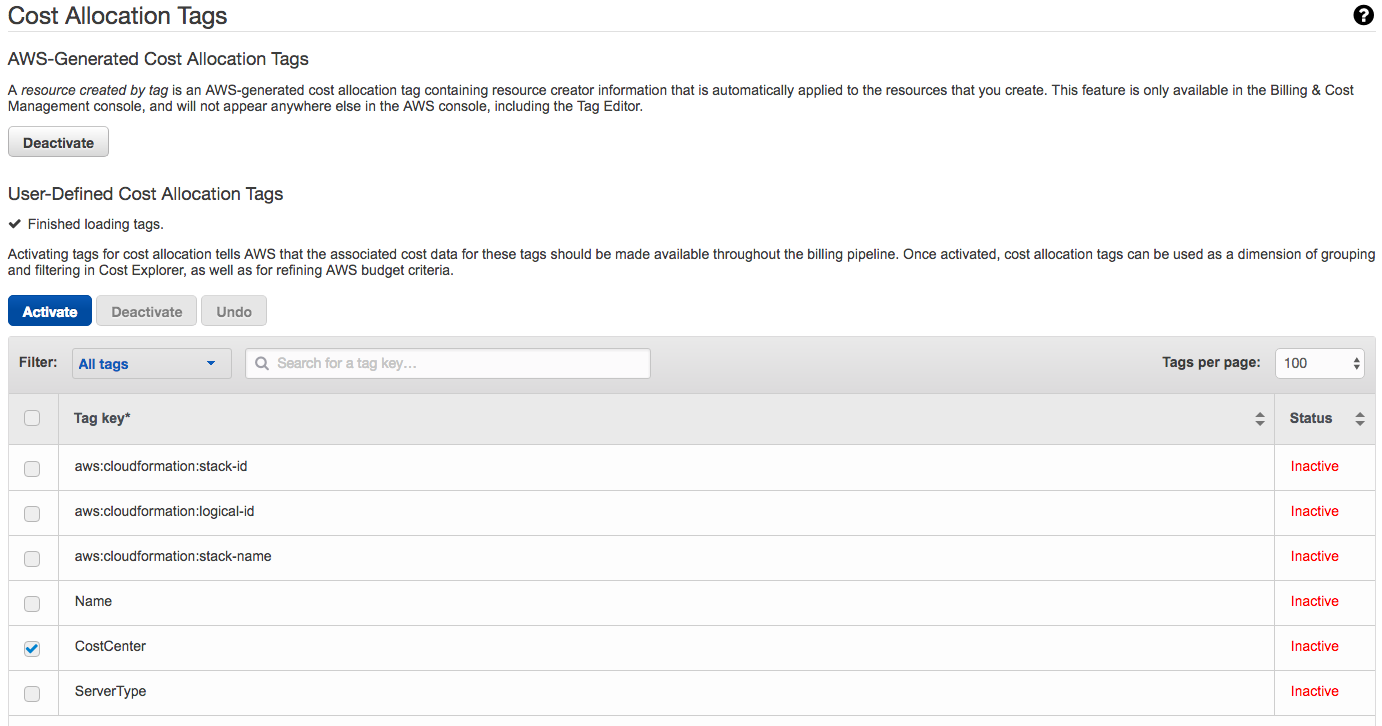 Cost Allocation Tags
?
AWS-Generated Cost Allocation Tags
A resource created by tag is an AWS-generated cost allocation tag containing resource creator information that is automatically applied to the resources that you create. This feature is only available in the Billing & Cost
Management console, and will not appear anywhere else in the AWS console, including the Tag Editor.
Deactivate
User-Defined Cost Allocation Tags
Finished loading tags.
Activating tags for cost allocation tells AWS that the associated cost data for these tags should be made available throughout the billing pipeline. Once activated, cost allocation tags can be used as a dimension of grouping
and filtering in Cost Explorer, as well as for refining AWS budget criteria.
Activate Deactivate Undo
Filter: All tags Search for a tag key... Tags per page: 100
Tag key* Status
aws:cloudformation:stack-id Inactive
aws:cloudformation:logical-id Inactive
aws:cloudformation:stack-name Inactive
Name Inactive
CostCenter Inactive
ServerType Inactive